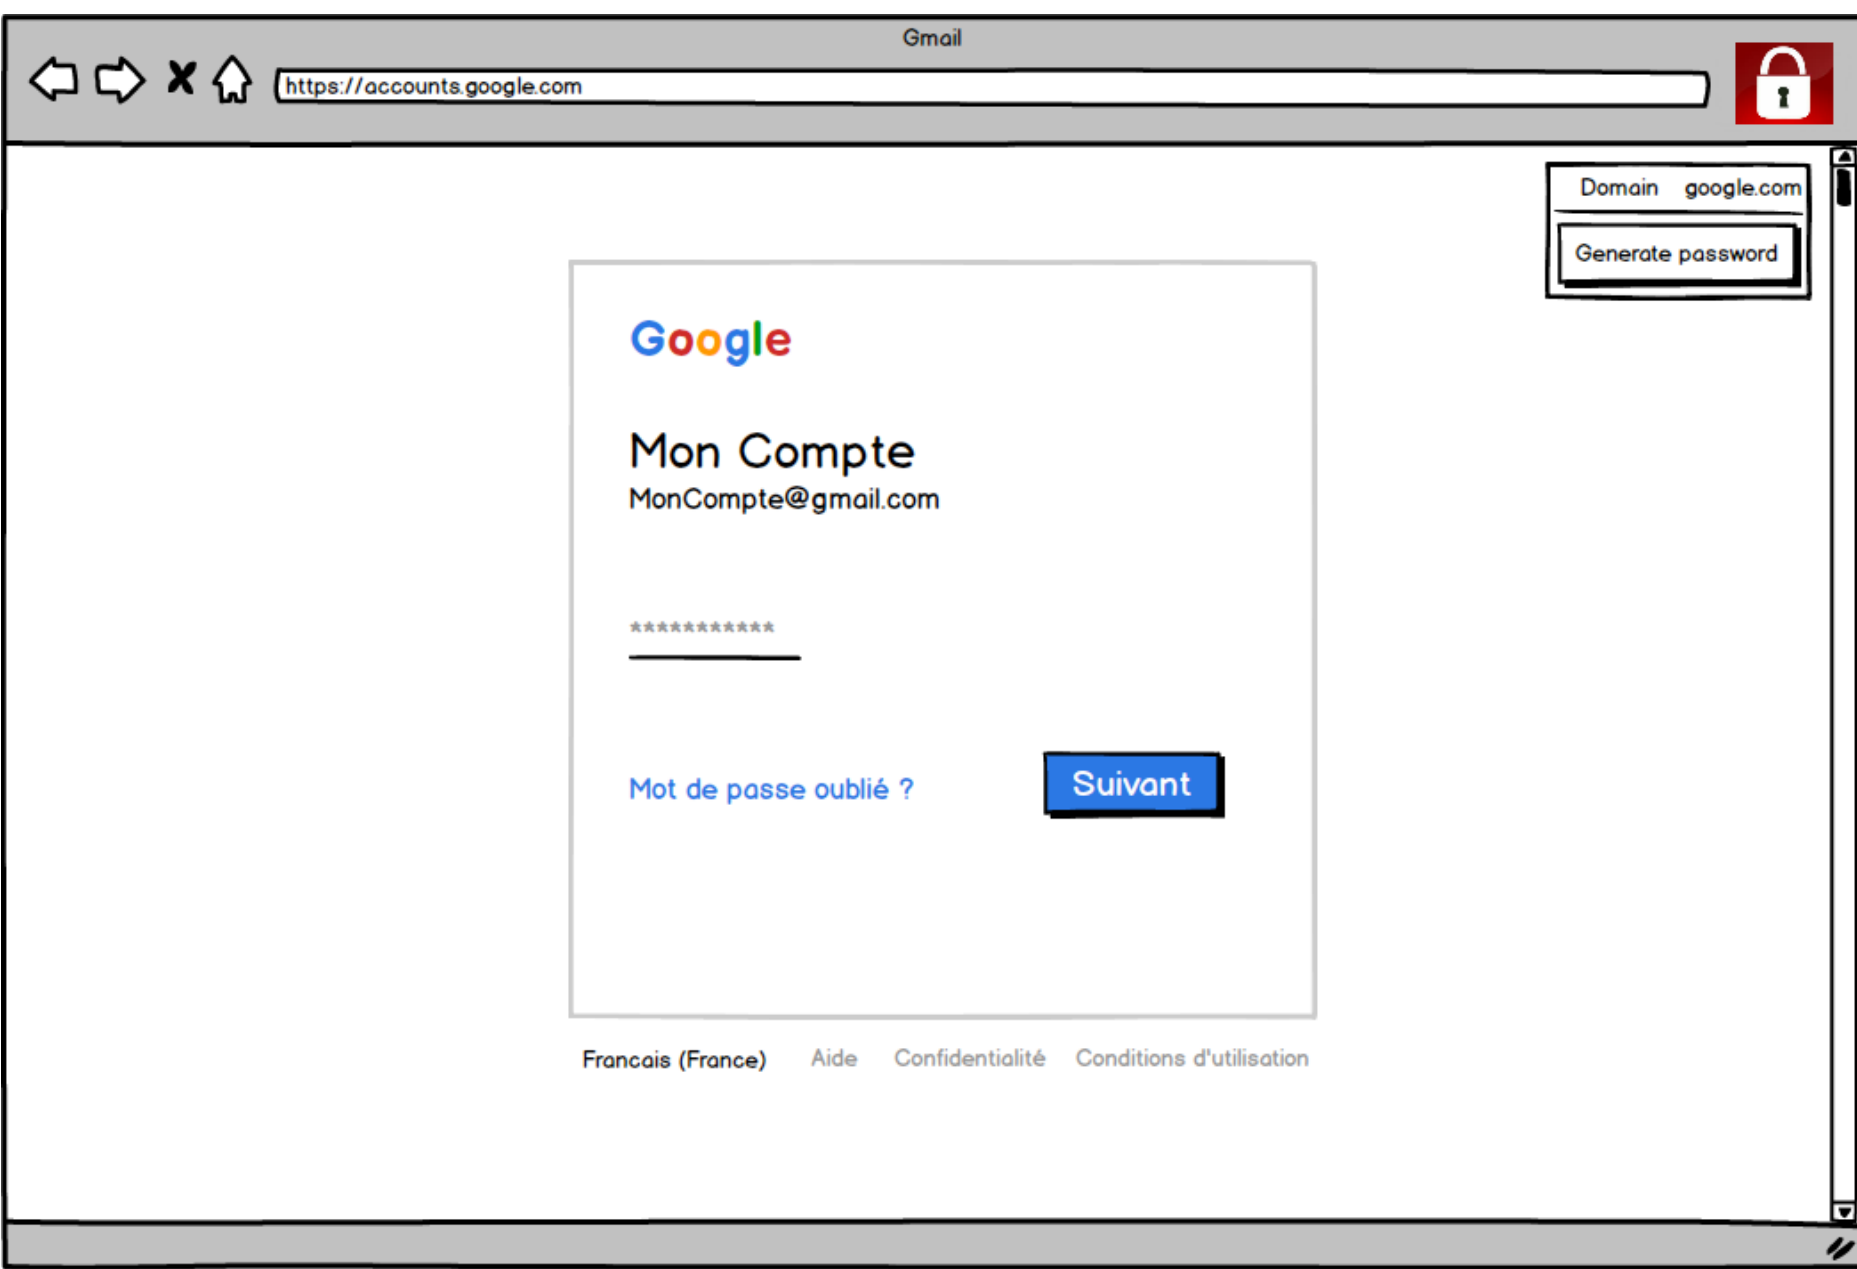 Gmail
https://accounts.google.com
Domain google.com
Generate password
Google
Mon Compte
MonCompte@gmail.com
***********
Mot de passe oublié ?
Suivant
Francais (France) Aide Confidentialité Conditions d'utilisation